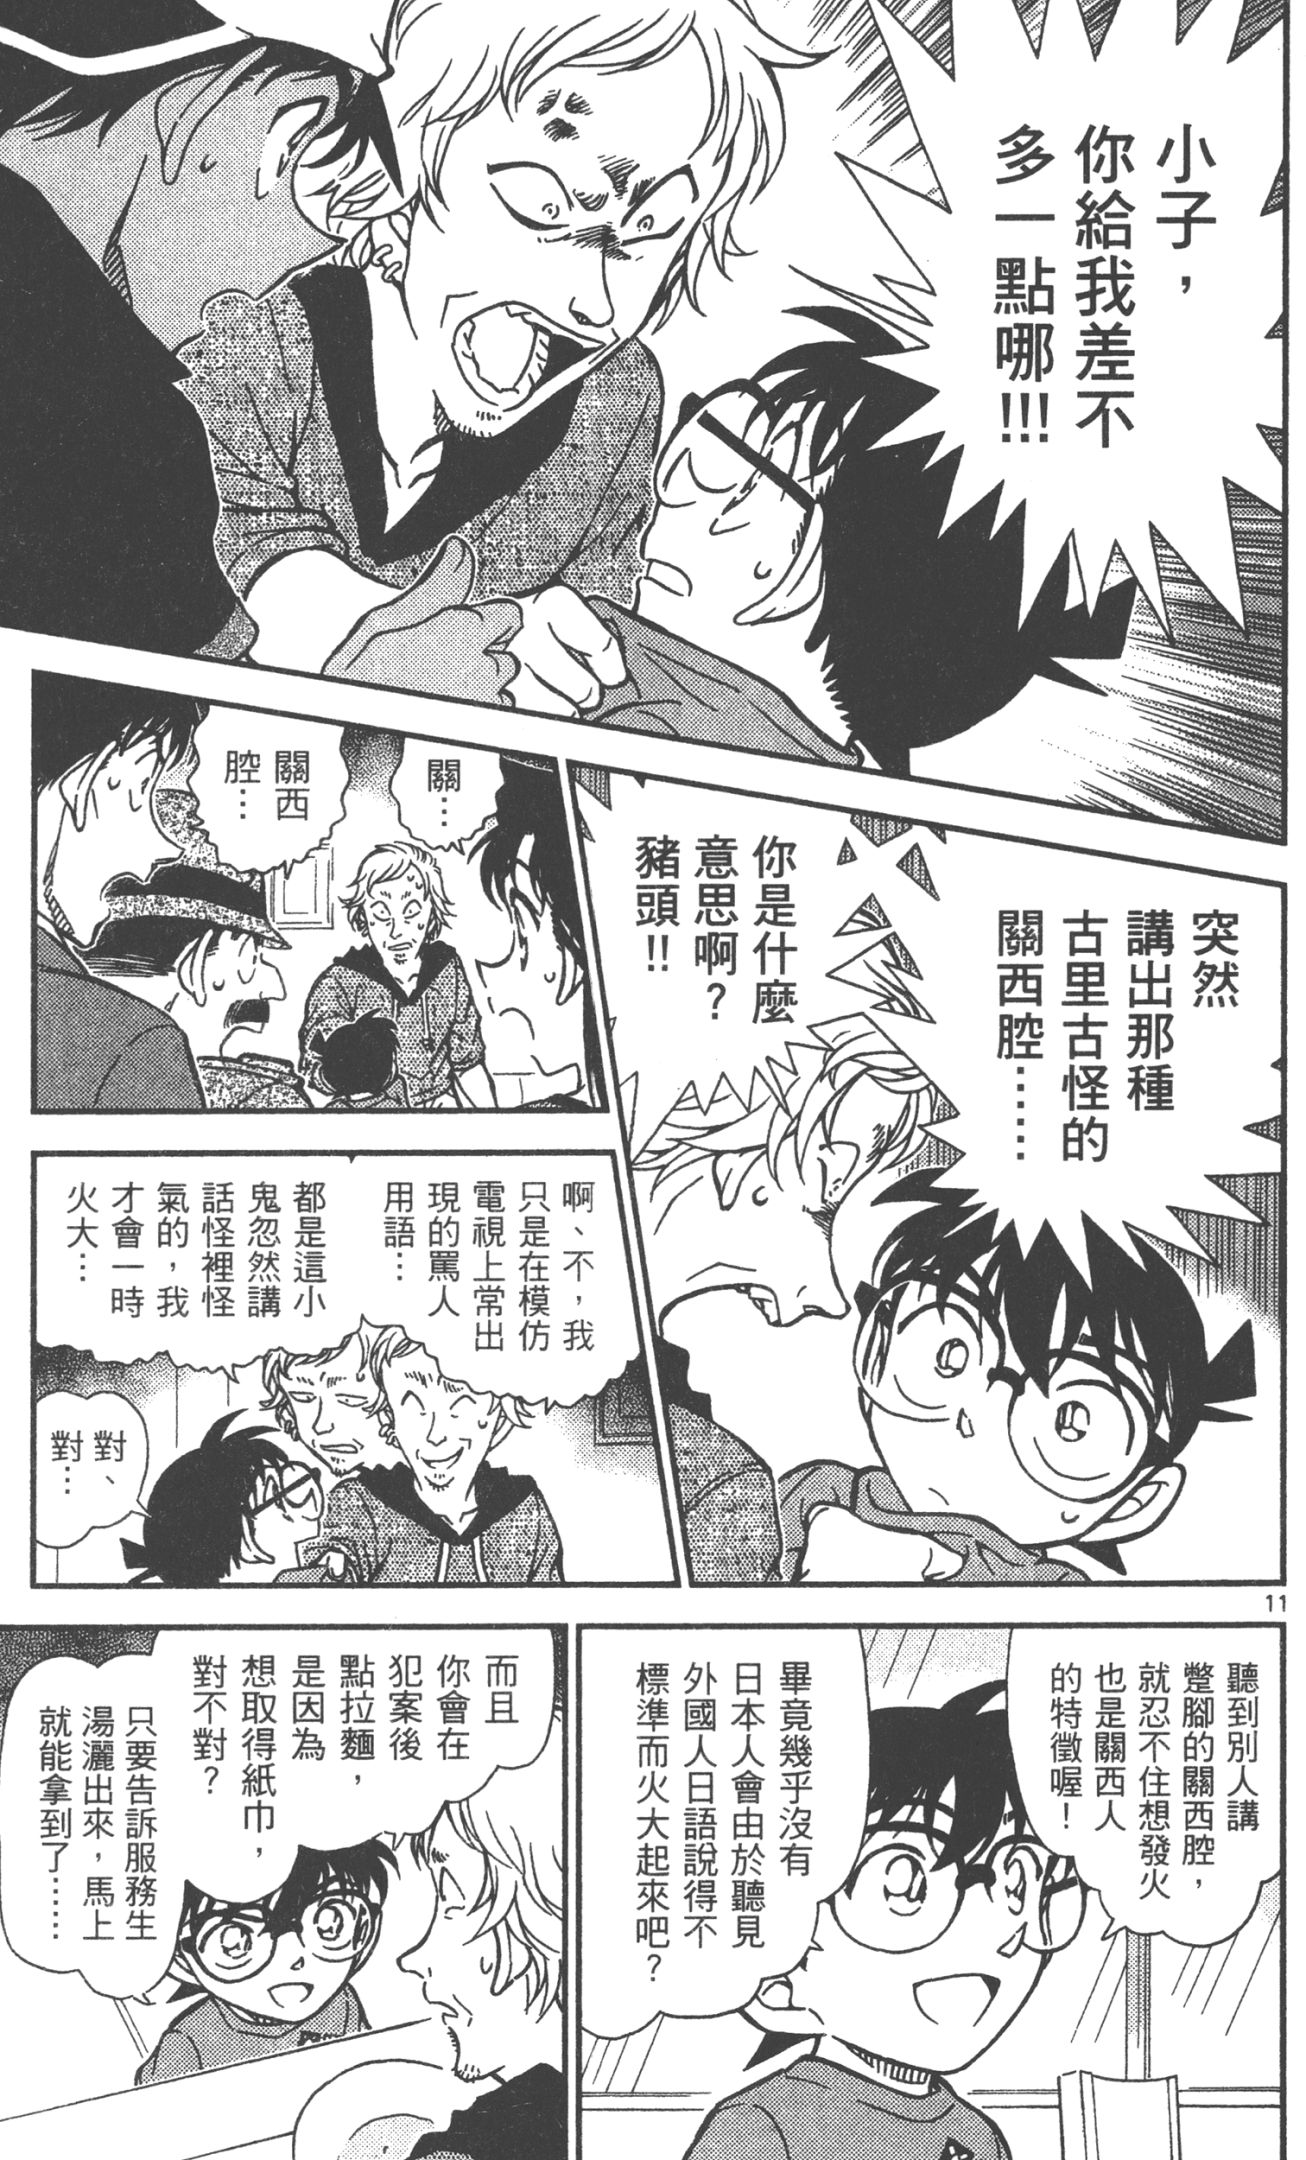 小子，
你給我差不
多一點哪!!!
突然
講出那種
古里古怪的
關西腔……
你是什麼
意思啊？
豬頭!!
關…
關西
腔…
啊、不，我
只是在模仿
電視上常出
現的罵人
用語…
都是這小
鬼忽然講
話怪裡怪
氣的，我
才會一時
火大…
對、
對…
11
聽到別人講
蹩腳的關西腔，
就忍不住想發火
也是關西人
的特徵喔！
畢竟幾乎沒有
日本人會由於聽見
外國人日語說得不
標準而火大起來吧？
而且
你會在
犯案後
點拉麵，
是因為
想取得紙巾，
對不對？
只要告訴服務生
湯灑出來，馬上
就能拿到了……